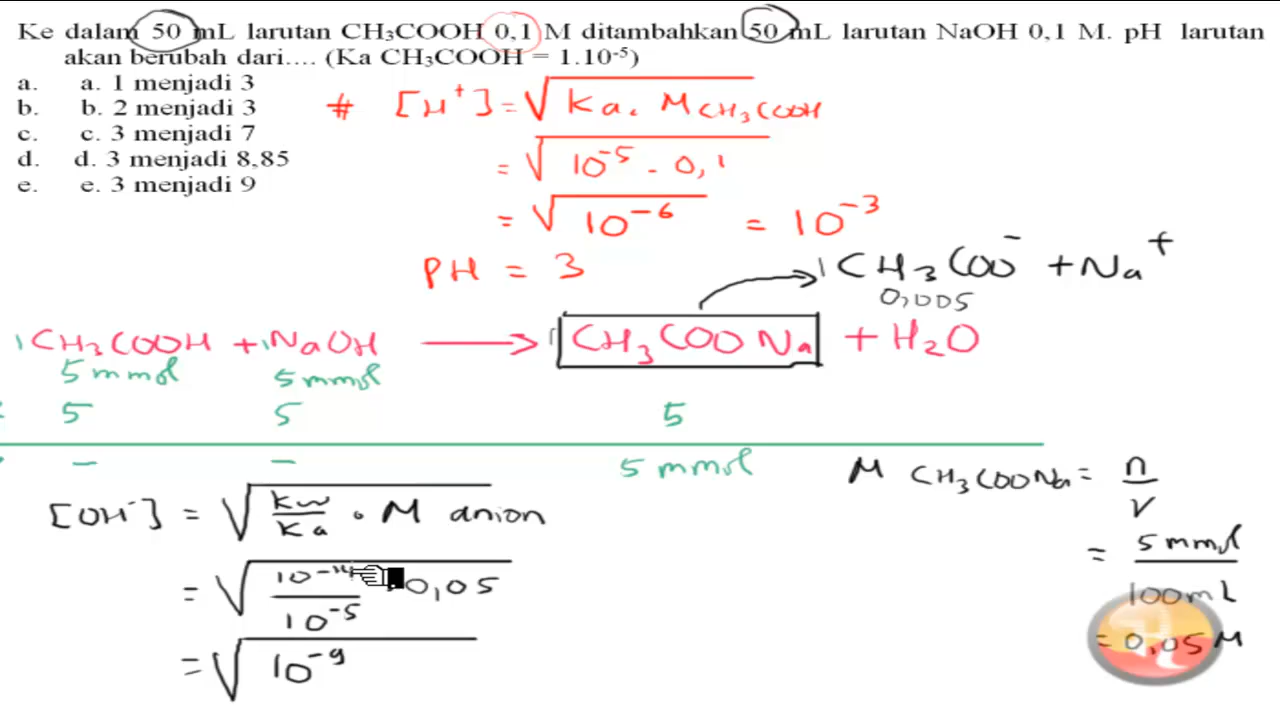 Ke dalam 50 mL larutan CH₃COOH 0,1 M ditambahkan 50 mL larutan NaOH 0,1 M. pH larutan
akan berubah dari.... (Ka CH₃COOH = 1.10⁻⁵)
a. a. 1 menjadi 3
b. b. 2 menjadi 3
c. c. 3 menjadi 7
d. d. 3 menjadi 8,85
e. e. 3 menjadi 9
# [H⁺] = √Ka. M CH₃COOH
= √10⁻⁵ - 0,1
= √10⁻⁶ = 10⁻³
PH = 3
1CH₃COO⁻ + Na⁺
0,005
1CH₃COOH + 1NaOH → 1CH₃COONa + H₂O
5 mmol 5 mmol
5 5 5
- - 5 mmol
M CH₃COONa = n/V
= 5 mmol/100 mL
= 0,05 M
[OH⁻] = √Kw/Ka . M anion
= √10⁻¹⁴/10⁻⁵ 0,05
= √10⁻⁹